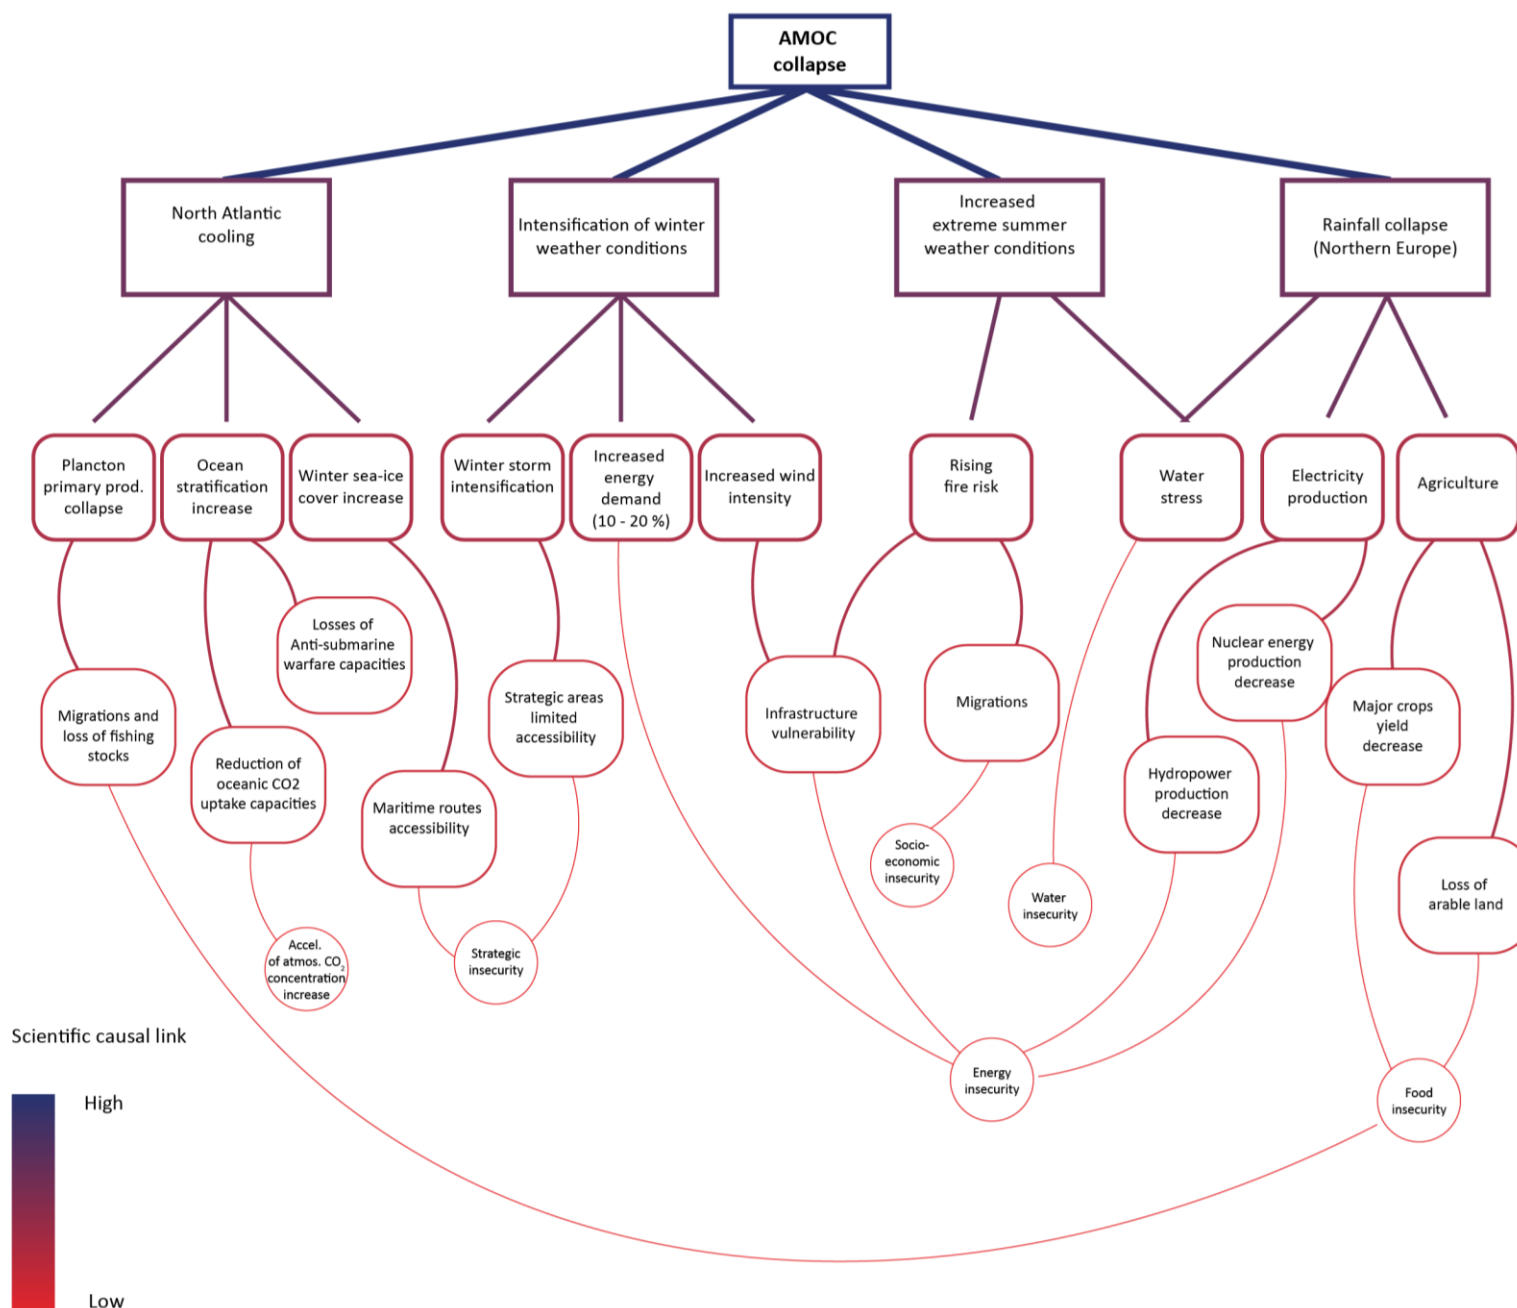 AMOC
collapse
North Atlantic
cooling
Intensification of winter
weather conditions
Increased
extreme summer
weather conditions
Rainfall collapse
(Northern Europe)
Plancton
primary prod.
collapse
Ocean
stratification
increase
Winter sea-ice
cover increase
Winter storm
intensification
Increased
energy
demand
(10 - 20 %)
Increased wind
intensity
Rising
fire risk
Water
stress
Electricity
production
Agriculture
Losses of
Anti-submarine
warfare capacities
Migrations and
loss of fishing
stocks
Reduction of
oceanic CO2
uptake capacities
Maritime routes
accessibility
Strategic areas
limited
accessibility
Infrastructure
vulnerability
Migrations
Nuclear energy
production
decrease
Hydropower
production
decrease
Major crops
yield
decrease
Loss of
arable land
Socio-
economic
insecurity
Water
insecurity
Accel.
of atmos. CO₂
concentration
increase
Strategic
insecurity
Energy
insecurity
Food
insecurity
Scientific causal link
High
Low